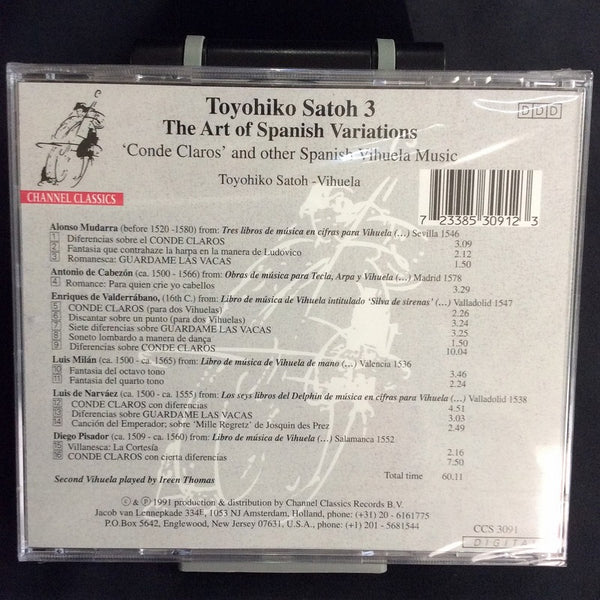 Toyohiko Satoh 3
DDD
The Art of Spanish Variations
'Conde Claros' and other Spanish Vihuela Music
Toyohiko Satoh -Vihuela
CHANNEL CLASSICS
7 23385 30912 3
Alonso Mudarra (before 1520 -1580) from: Tres libros de música en cifras para Vihuela (...) Sevilla 1546
1 Diferencias sobre el CONDE CLAROS 3.09
2 Fantasia que contrahaze la harpa en la manera de Ludovico 2.12
3 Romanesca: GUARDAME LAS VACAS 1.50
Antonio de Cabezón (ca. 1500 - 1566) from: Obras de música para Tecla, Arpa y Vihuela (...) Madrid 1578
4 Romance: Para quien crie yo cabellos 3.29
Enriques de Valderrábano, (16th C.) from: Libro de música de Vihuela intitulado 'Silva de sirenas' (...) Valladolid 1547
5 CONDE CLAROS (para dos Vihuelas) 2.26
6 Discantar sobre un punto (para dos Vihuelas) 3.24
7 Siete diferencias sobre GUARDAME LAS VACAS 3.25
8 Soneto lombardo a manera de dança 1.50
9 Diferencias sobre CONDE CLAROS 10.04
Luis Milán (ca. 1500 - ca. 1565) from: Libro de música de Vihuela de mano (...) Valencia 1536
10 Fantasia del octavo tono 3.46
11 Fantasia del quarto tono 2.24
Luis de Narváez (ca. 1500 - ca. 1555) from: Los seys libros del Delphin de música en cifras para Vihuela (...) Valladolid 1538
CONDE CLAROS con diferencias 4.51
Diferencias sobre GUARDAME LAS VACAS 3.03
Canción del Emperador; sobre 'Mille Regretz' de Josquin des Prez 2.49
Diego Pisador (ca. 1509 - ca. 1560) from: Libro de música de Vihuela (...) Salamanca 1552
Villanesca: La Cortesía 2.16
CONDE CLAROS con cierta diferencias 7.50
Second Vihuela played by Ireen Thomas
Total time 60.11
© & ℗ 1991 production & distribution by Channel Classics Records B.V.
Jacob van Lennepkade 334E, 1053 NJ Amsterdam, Holland, phone: (+31) 20 - 6161775
P.O.Box 5642, Englewood, New Jersey 07631, U.S.A., phone: (+1) 201 - 5681544
CCS 3091
DIGITAL